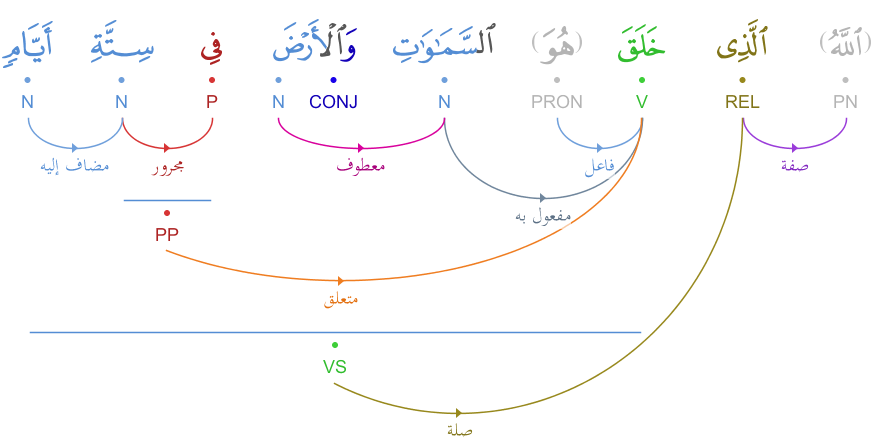 (ٱللَّهُ) ٱلَّذِى خَلَقَ (هُوَ) ٱلسَّمَٰوَٰتِ وَٱلْأَرْضَ فِى سِتَّةِ أَيَّامٍ
PN REL V PRON N CONJ N P N N
صفة فاعل معطوف مجرور مضاف إليه
مفعول به
PP
متعلق
VS
صلة